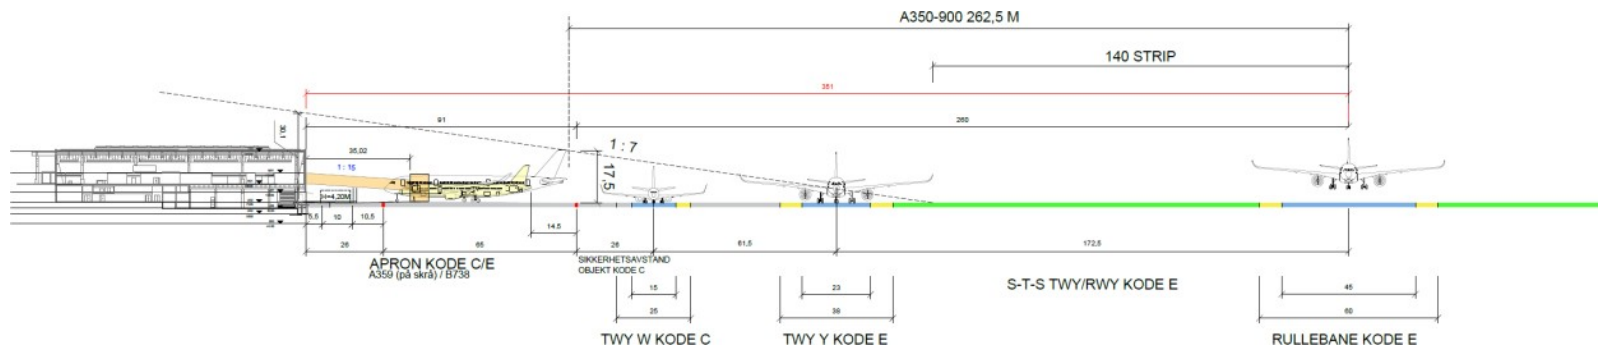 A350-900 262,5 M
140 STRIP
351
91
260
30,1
35,02
1 : 7
1 : 15
17,5
H=4,20M
5,5
10
10,5
14.5
26
65
26
61,5
172,5
APRON KODE C/E
A359 (på skrå) / B738
SIKKERHETSAVSTAND
OBJEKT KODE C
S-T-S TWY/RWY KODE E
15
23
45
25
38
60
TWY W KODE C
TWY Y KODE E
RULLEBANE KODE E